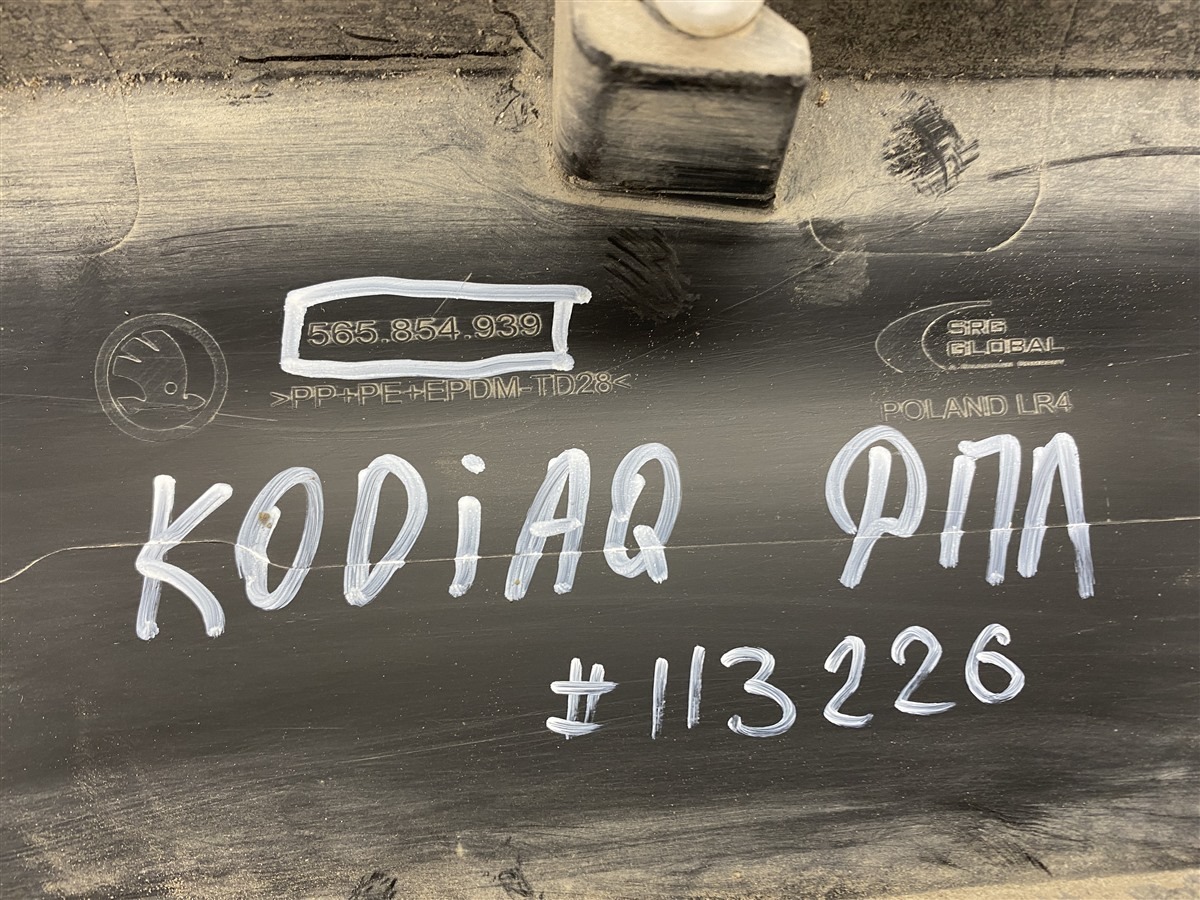 565.854.939
>PP+PE+EPDM-TD28<
SRG
GLOBAL
POLAND LR4
KODiAQ ФПЛ
#113226